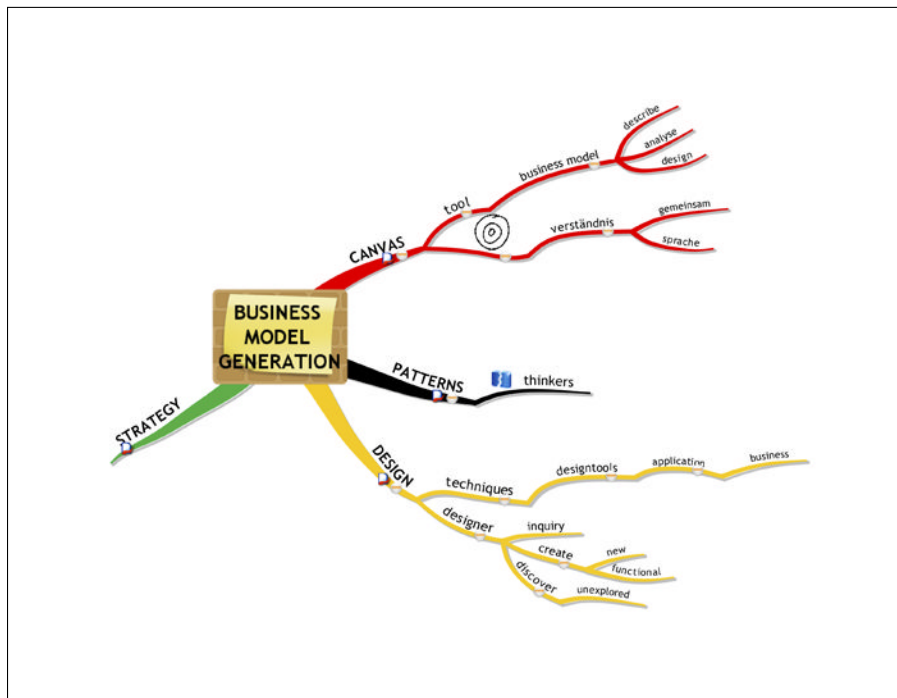 BUSINESS
MODEL
GENERATION
CANVAS
tool
business model
describe
analyse
design
verständnis
gemeinsam
sprache
PATTERNS
thinkers
DESIGN
techniques
designtools
application
business
designer
inquiry
create
new
functional
discover
unexplored
STRATEGY